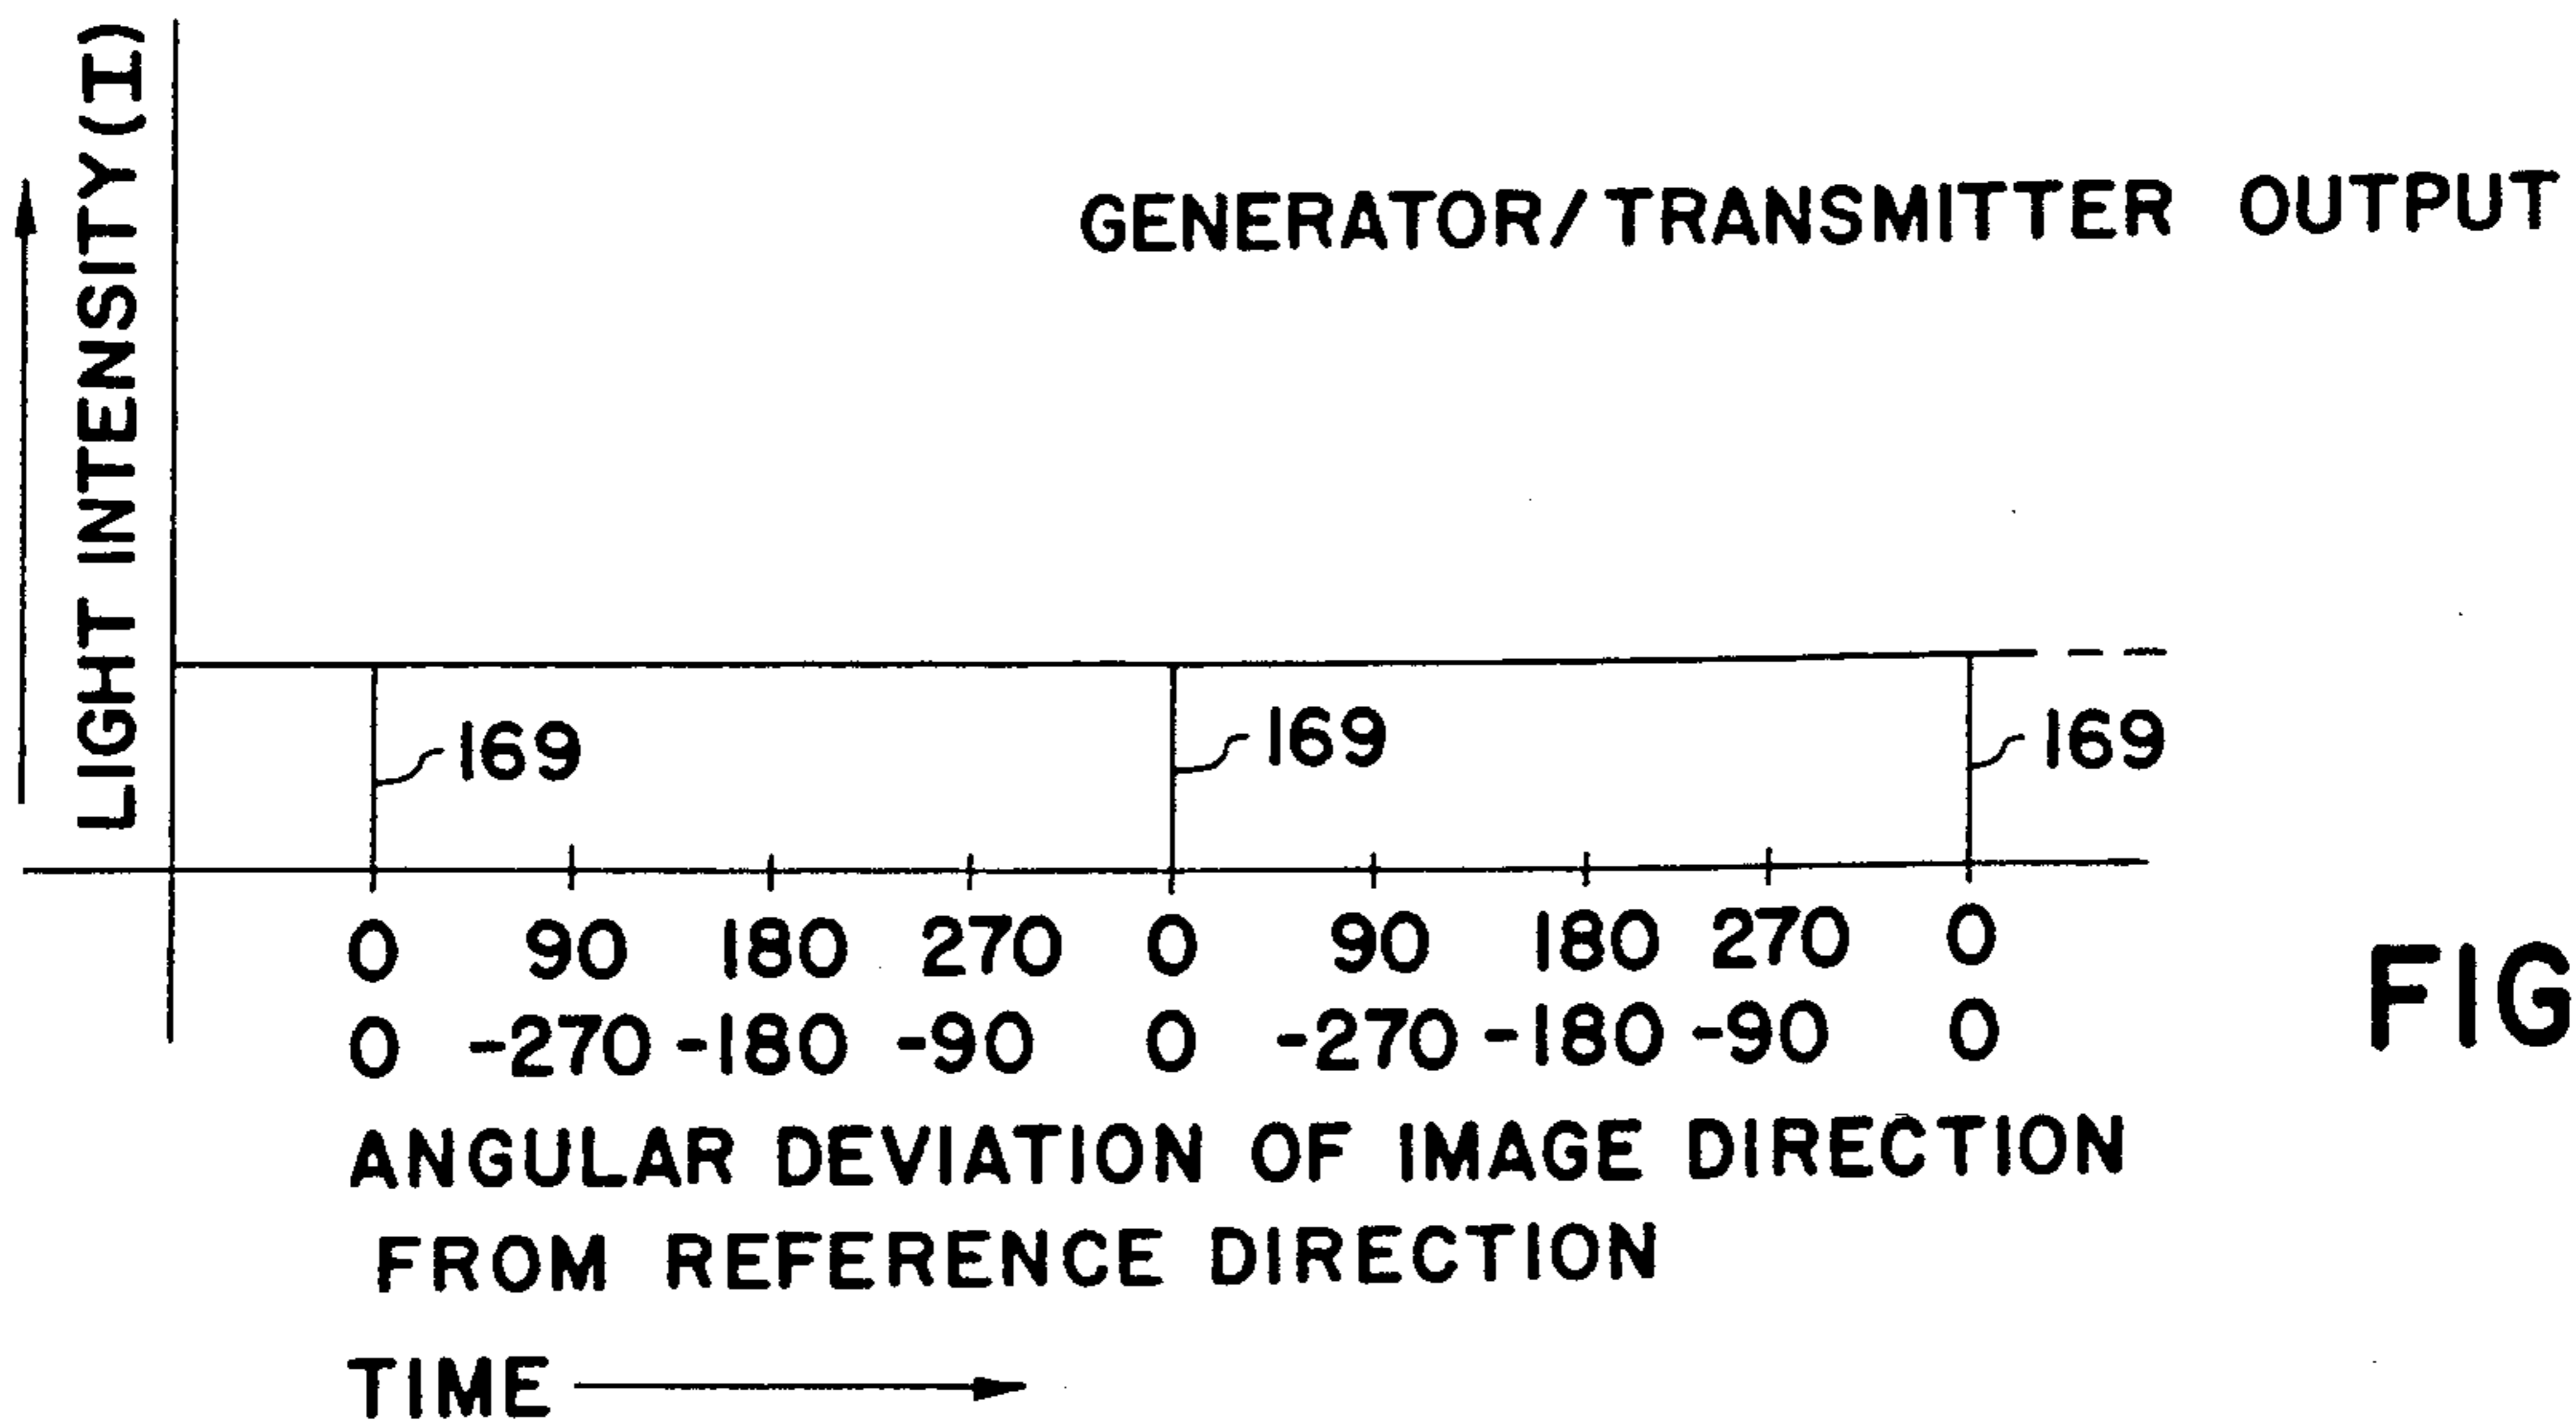 LIGHT INTENSITY(I)
GENERATOR/TRANSMITTER OUTPUT
169
169
169
0 90 180 270 0 90 180 270 0
0 -270 -180 -90 0 -270 -180 -90 0
ANGULAR DEVIATION OF IMAGE DIRECTION
FROM REFERENCE DIRECTION
TIME
FIG